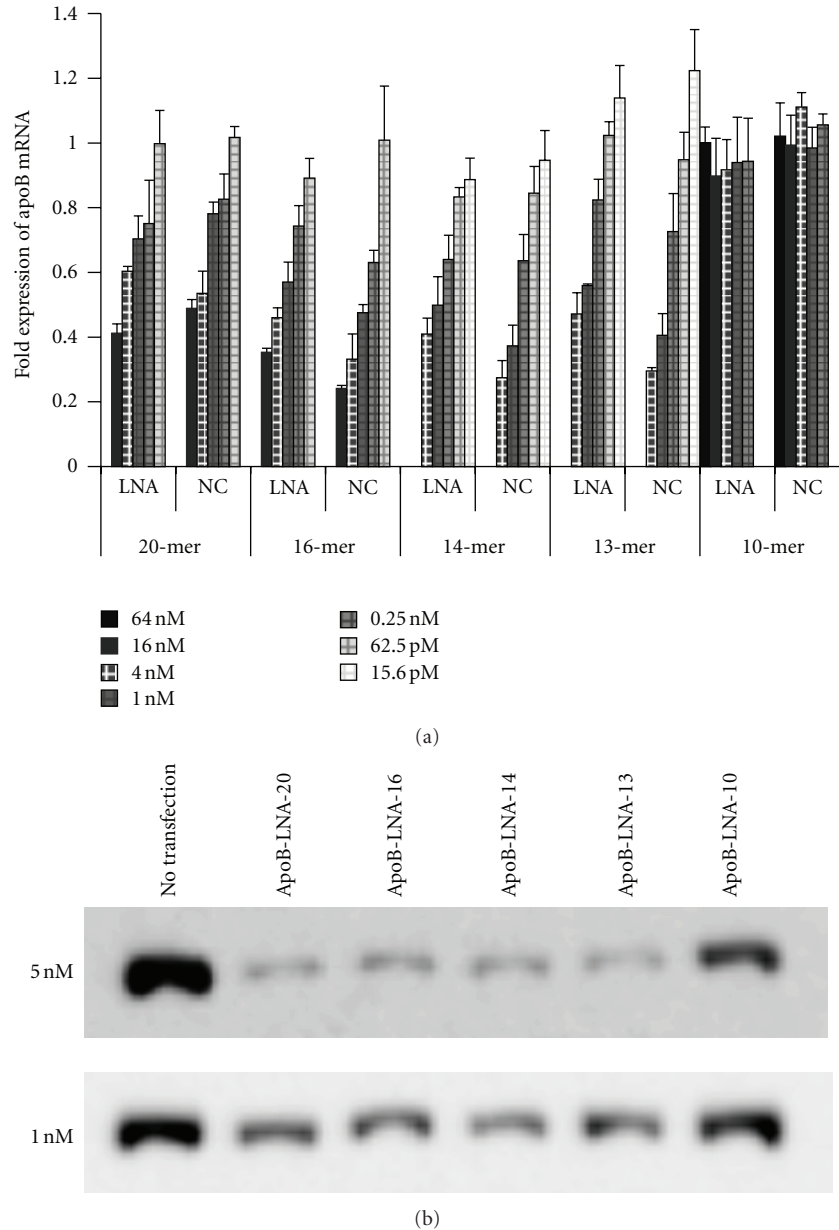 1.4
1.2
1
0.8
0.6
0.4
0.2
0
Fold expression of apoB mRNA
LNA NC LNA NC LNA NC LNA NC LNA NC
20-mer 16-mer 14-mer 13-mer 10-mer
64 nM
16 nM
4 nM
1 nM
0.25 nM
62.5 pM
15.6 pM
(a)
No transfection
ApoB-LNA-20
ApoB-LNA-16
ApoB-LNA-14
ApoB-LNA-13
ApoB-LNA-10
5 nM
1 nM
(b)